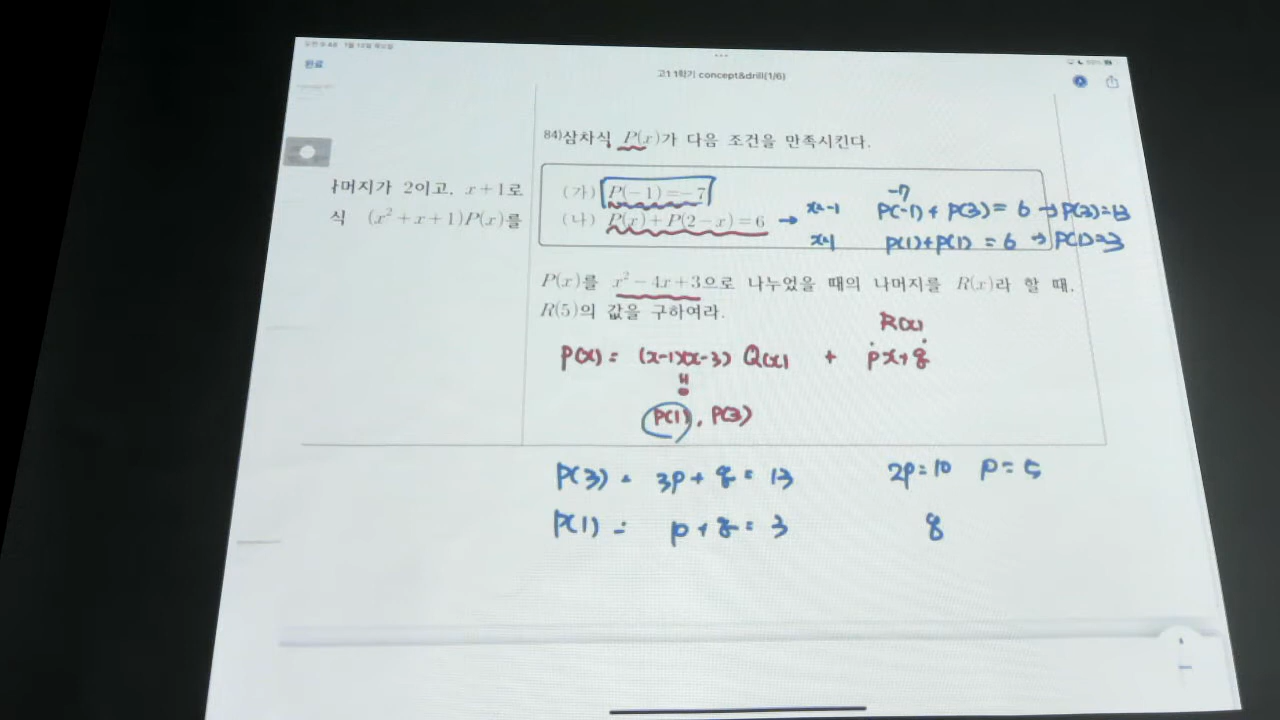 완료
고1 1학기 concept&drill(1/6)
나머지가 2이고, x+1로
식 (x²+x+1)P(x)를
84)삼차식 P(x)가 다음 조건을 만족시킨다.
(가) P(-1)=-7
(나) P(x)+P(2-x)=6
-7
→ x=-1 P(-1)+P(3)=6 → P(3)=13
x=1 P(1)+P(1)=6 → P(1)=3
P(x)를 x²-4x+3으로 나누었을 때의 나머지를 R(x)라 할 때,
R(5)의 값을 구하여라.
R(x)
P(x)= (x-1)(x-3) Q(x) + px+q
P(1), P(3)
P(3) = 3p+q = 13 2p=10 p=5
P(1) = p+q = 3 q